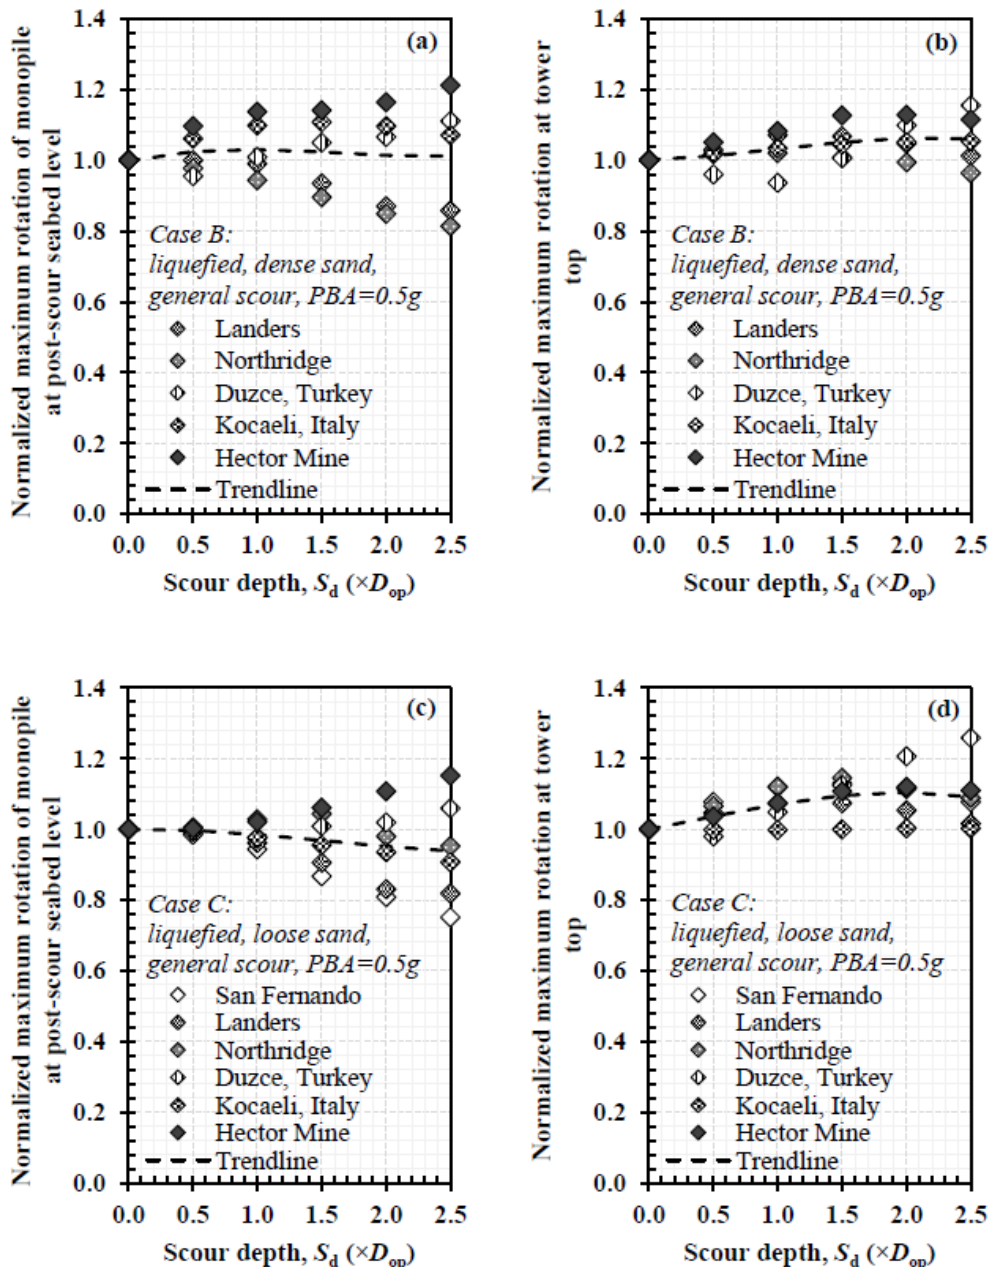 Normalized maximum rotation of monopile
at post-scour seabed level
1.4
1.2
1.0
0.8
0.6
0.4
0.2
0.0
(a)
Case B:
liquefied, dense sand,
general scour, PBA=0.5g
Landers
Northridge
Duzce, Turkey
Kocaeli, Italy
Hector Mine
Trendline
0.0 0.5 1.0 1.5 2.0 2.5
Scour depth, Sd (×Dop)
Normalized maximum rotation at tower
top
1.4
1.2
1.0
0.8
0.6
0.4
0.2
0.0
(b)
Case B:
liquefied, dense sand,
general scour, PBA=0.5g
Landers
Northridge
Duzce, Turkey
Kocaeli, Italy
Hector Mine
Trendline
0.0 0.5 1.0 1.5 2.0 2.5
Scour depth, Sd (×Dop)
Normalized maximum rotation of monopile
at post-scour seabed level
1.4
1.2
1.0
0.8
0.6
0.4
0.2
0.0
(c)
Case C:
liquefied, loose sand,
general scour, PBA=0.5g
San Fernando
Landers
Northridge
Duzce, Turkey
Kocaeli, Italy
Hector Mine
Trendline
0.0 0.5 1.0 1.5 2.0 2.5
Scour depth, Sd (×Dop)
Normalized maximum rotation at tower
top
1.4
1.2
1.0
0.8
0.6
0.4
0.2
0.0
(d)
Case C:
liquefied, loose sand,
general scour, PBA=0.5g
San Fernando
Landers
Northridge
Duzce, Turkey
Kocaeli, Italy
Hector Mine
Trendline
0.0 0.5 1.0 1.5 2.0 2.5
Scour depth, Sd (×Dop)